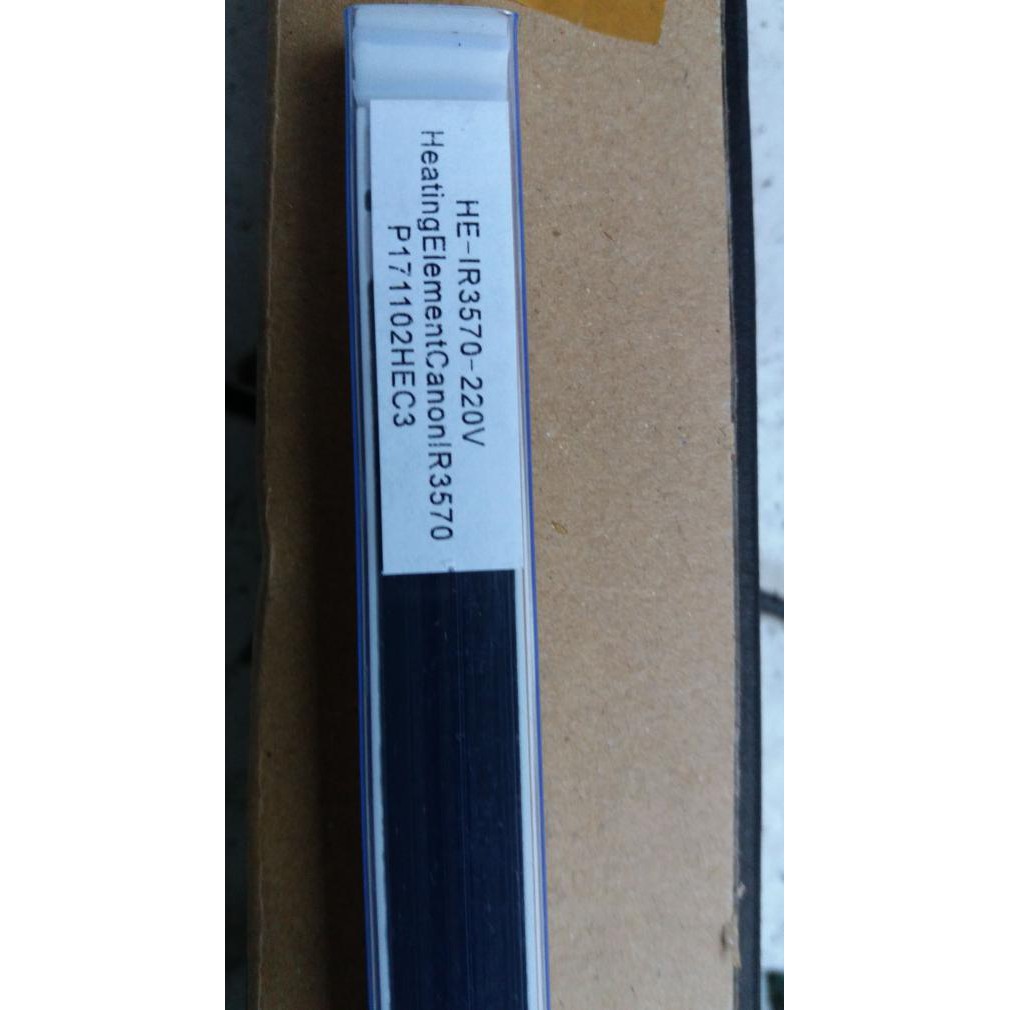 HE-IR3570-220V
HeatingElementCanonIR3570
P171102HEC3